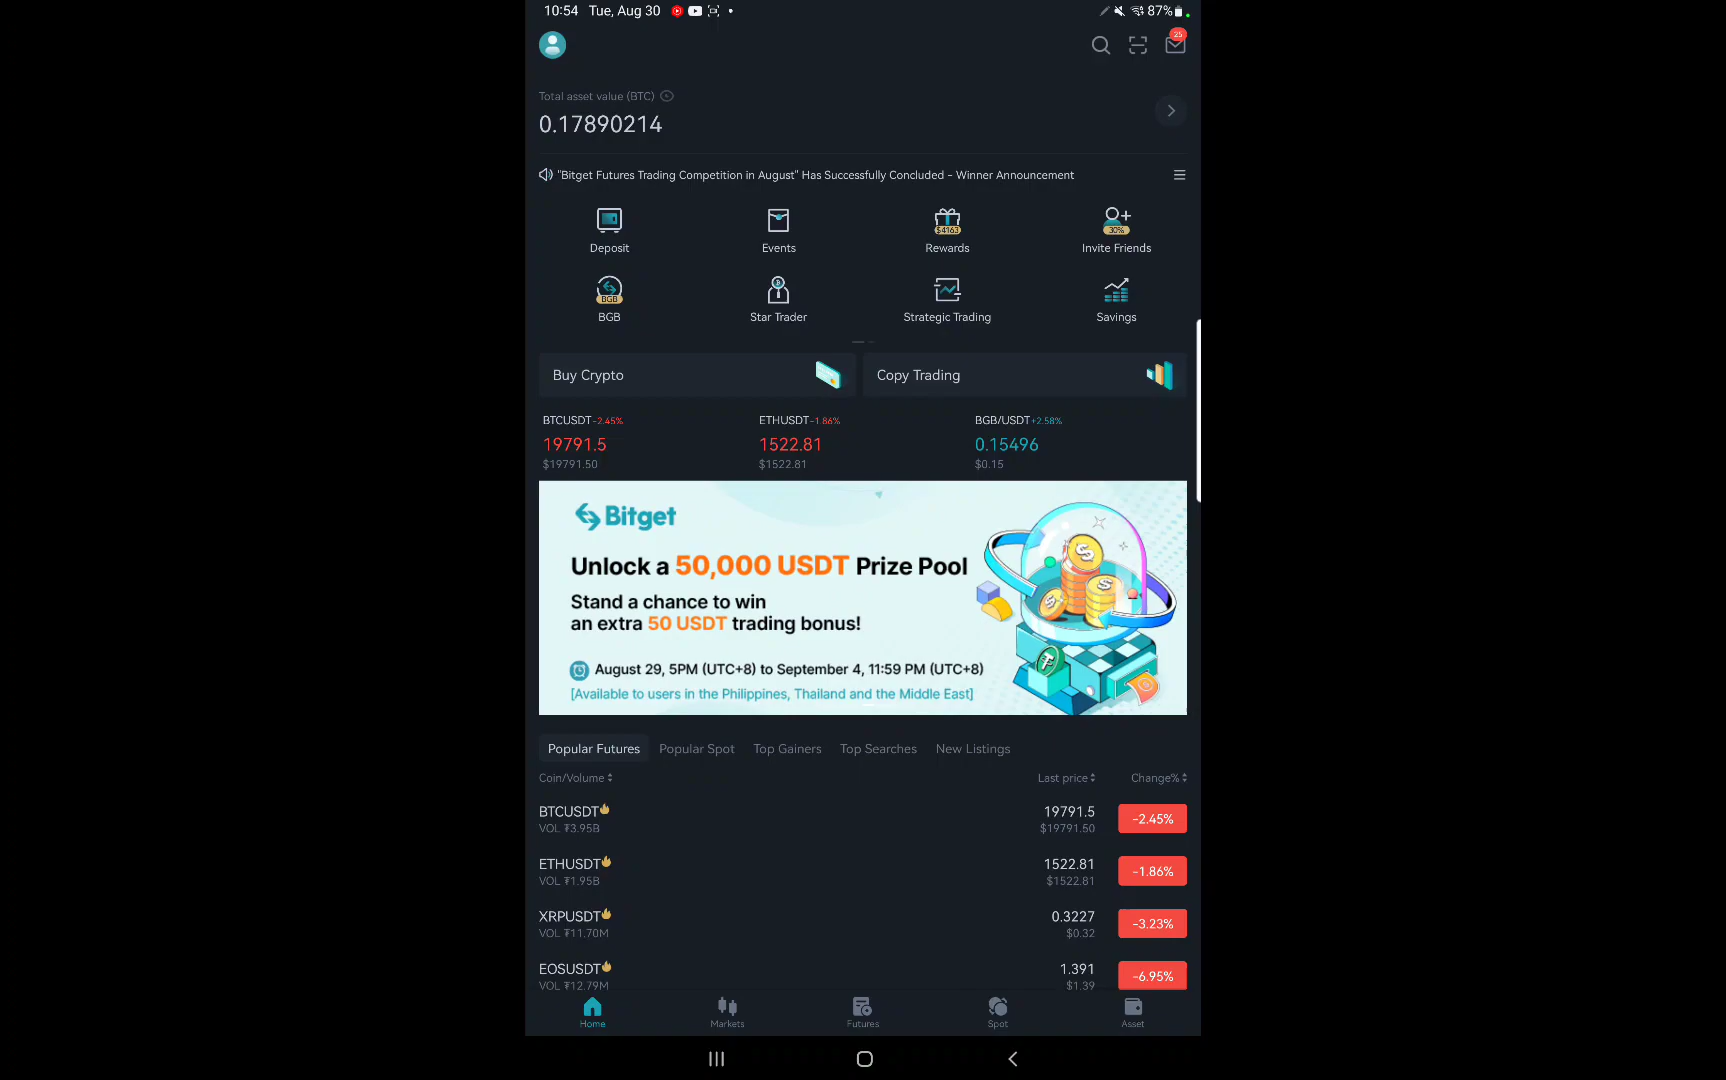 10:54 Tue, Aug 30
87%
25
Total asset value (BTC)
0.17890214
"Bitget Futures Trading Competition in August" Has Successfully Concluded - Winner Announcement
Deposit
Events
$4163
Rewards
30%
Invite Friends
BGB
BGB
Star Trader
Strategic Trading
Savings
Buy Crypto
Copy Trading
BTCUSDT-2.45%
19791.5
$19791.50
ETHUSDT-1.86%
1522.81
$1522.81
BGB/USDT+2.58%
0.15496
$0.15
Bitget
Unlock a 50,000 USDT Prize Pool
Stand a chance to win
an extra 50 USDT trading bonus!
August 29, 5PM (UTC+8) to September 4, 11:59 PM (UTC+8)
[Available to users in the Philippines, Thailand and the Middle East]
Popular Futures Popular Spot Top Gainers Top Searches New Listings
Coin/Volume Last price Change%
BTCUSDT 19791.5 -2.45%
VOL ₮3.95B $19791.50
ETHUSDT 1522.81 -1.86%
VOL ₮1.95B $1522.81
XRPUSDT 0.3227 -3.23%
VOL ₮11.70M $0.32
EOSUSDT 1.391 -6.95%
VOL ₮12.79M $1.39
Home Markets Futures Spot Asset